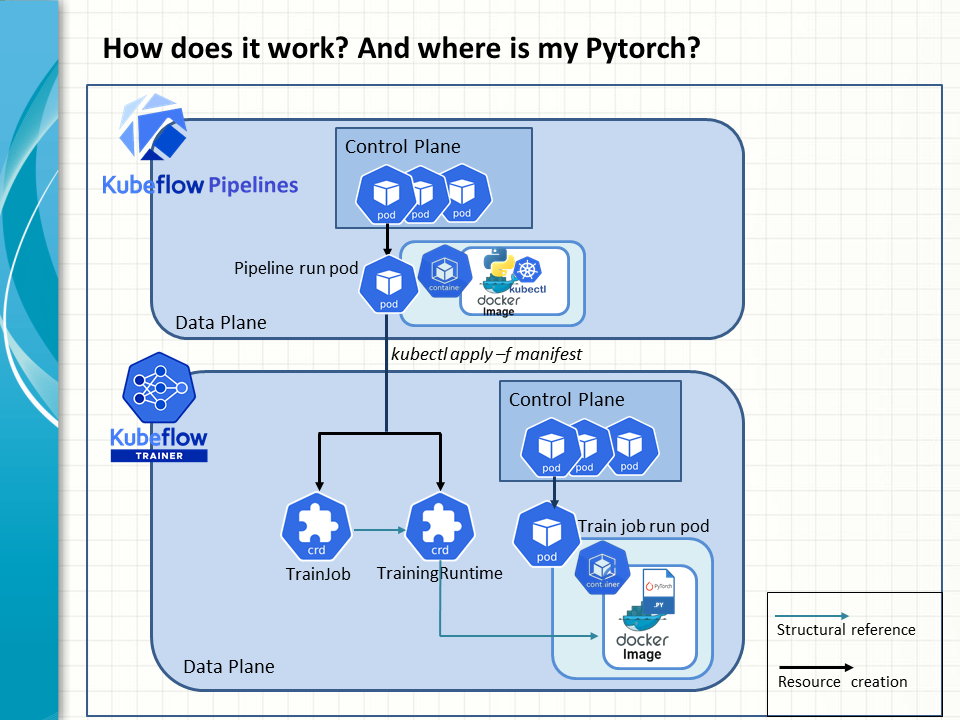 How does it work? And where is my Pytorch?
Kubeflow Pipelines
Control Plane
pod
pod
pod
Pipeline run pod
pod
container
kubectl
docker
Image
Data Plane
kubectl apply –f manifest
Kubeflow
TRAINER
Control Plane
pod
pod
pod
crd
TrainJob
crd
TrainingRuntime
pod
Train job run pod
container
PyTorch
.PY
docker
Image
Data Plane
Structural reference
Resource creation